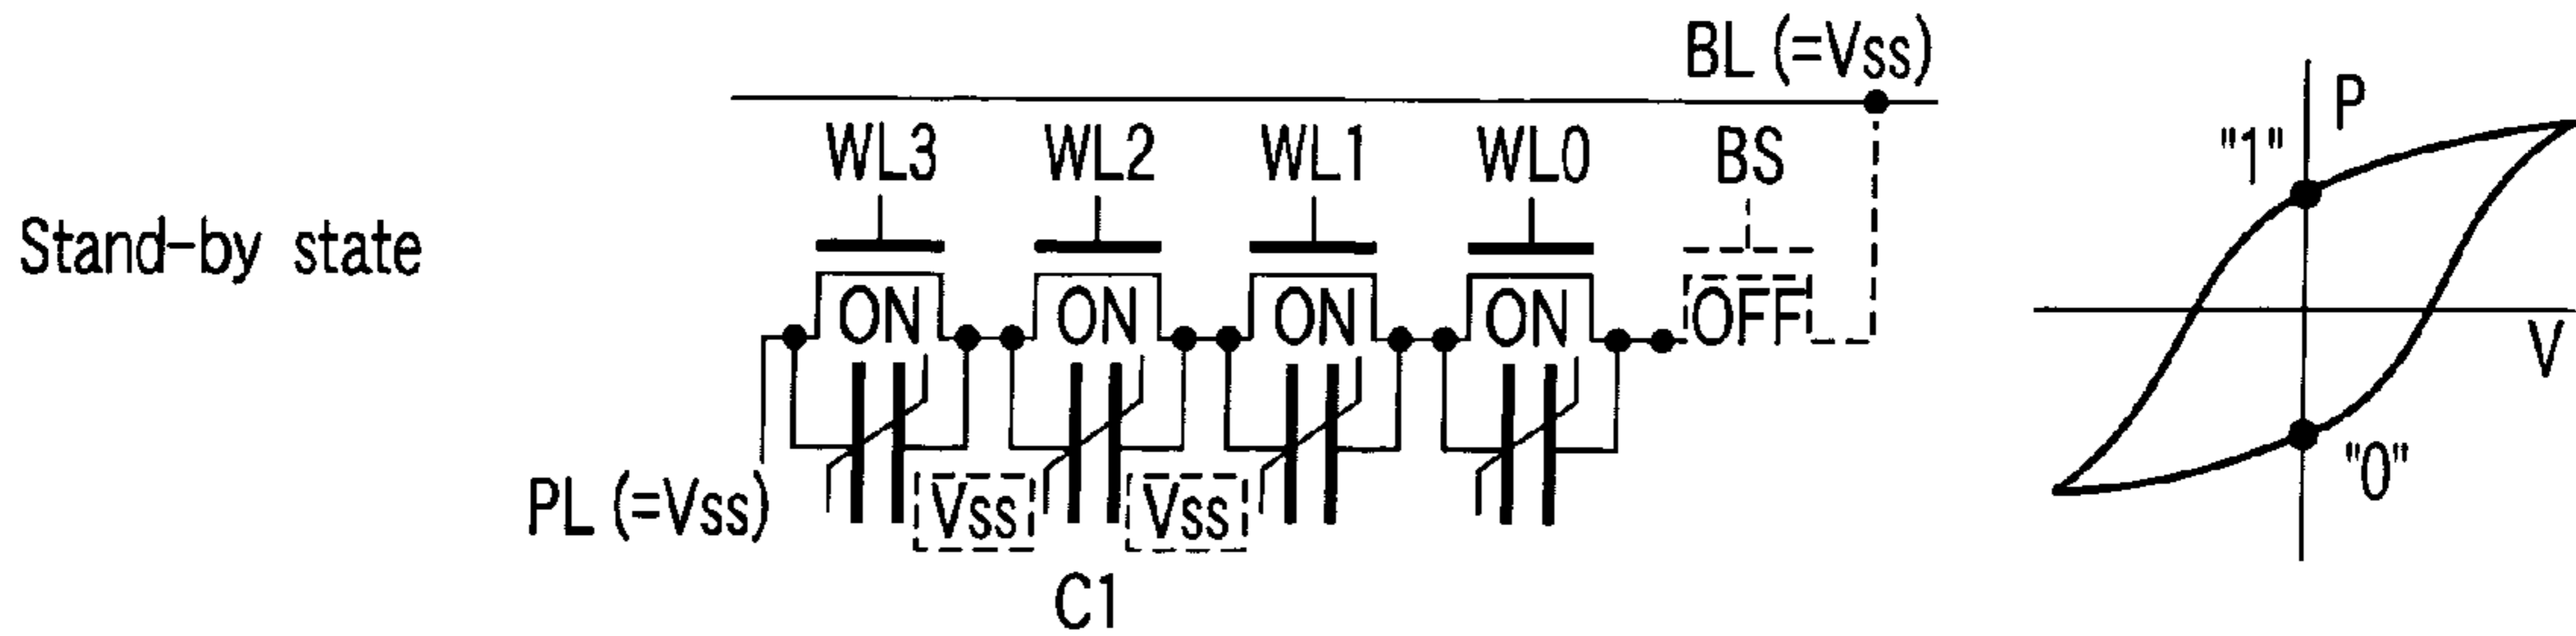 BL (=Vss)
WL3 WL2 WL1 WL0 BS
P
"1"
Stand-by state
ON ON ON ON OFF
V
PL (=Vss)
Vss Vss
"0"
C1